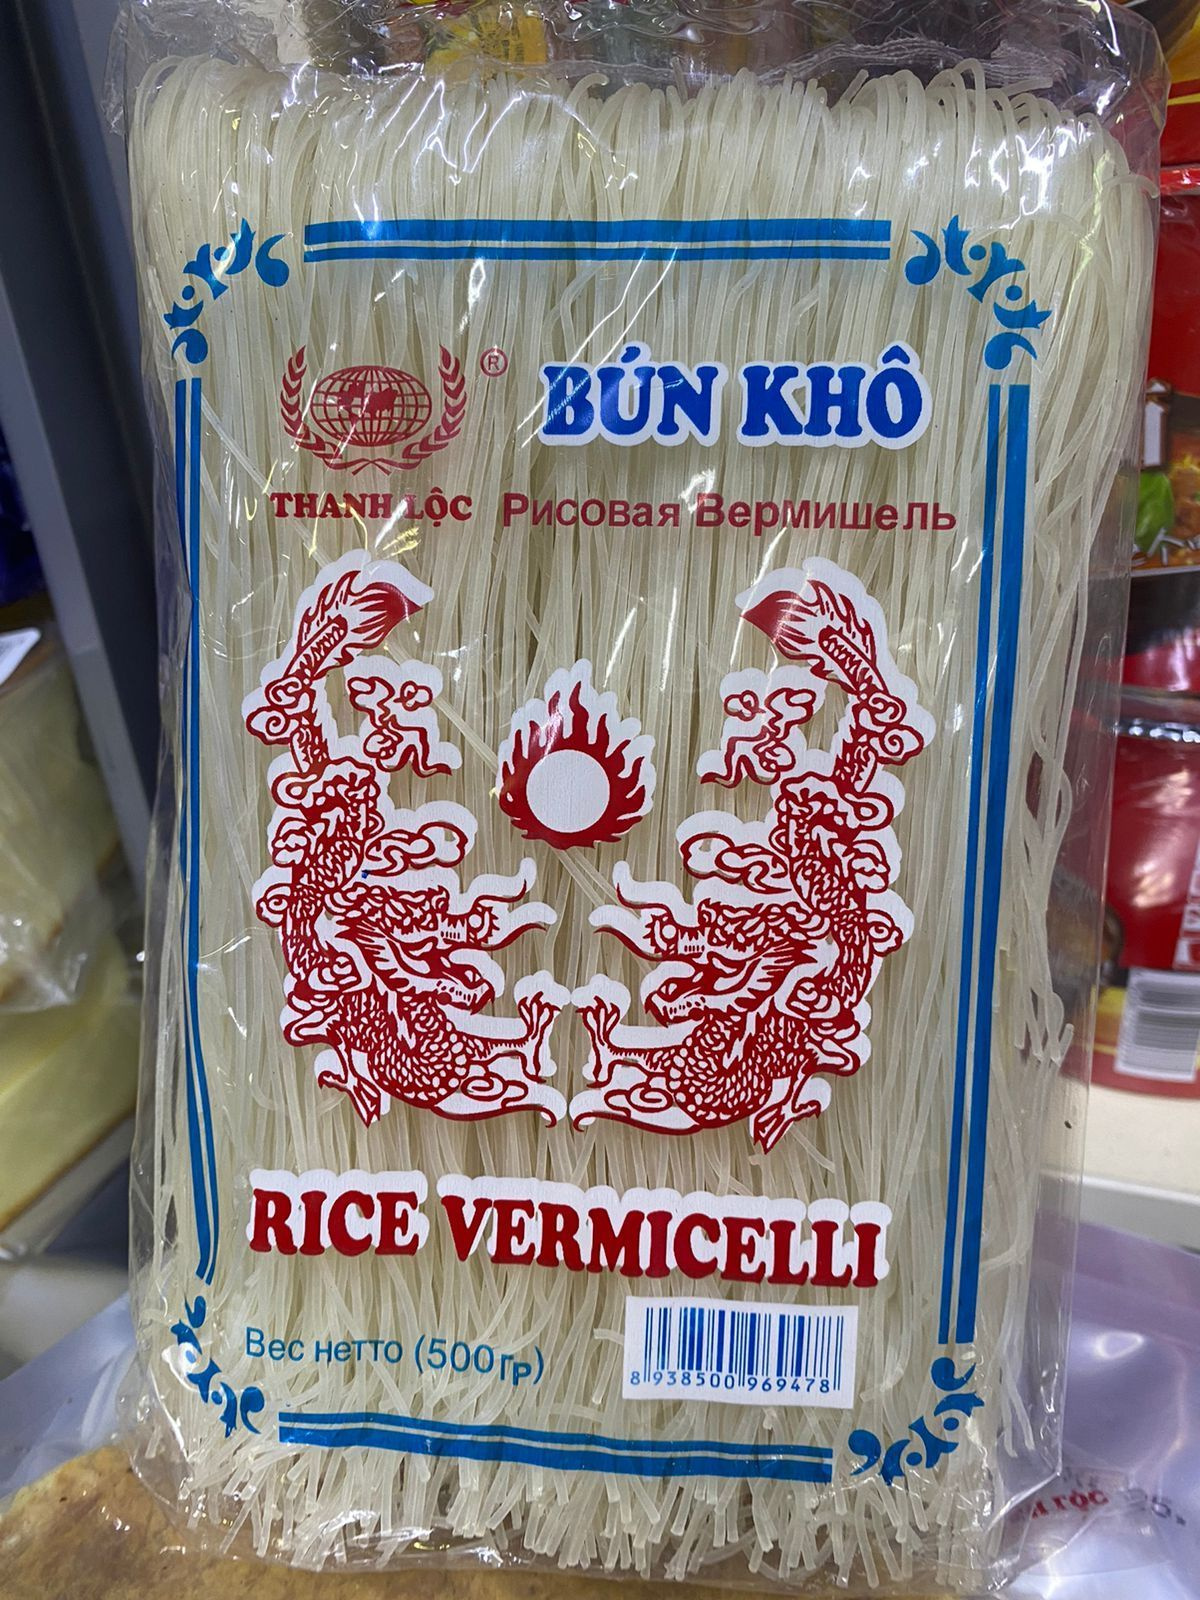 ®
BÚN KHÔ
THANH LỘC
Рисовая Вермишель
RICE VERMICELLI
Вес нетто (500гр)
8 938500 969478